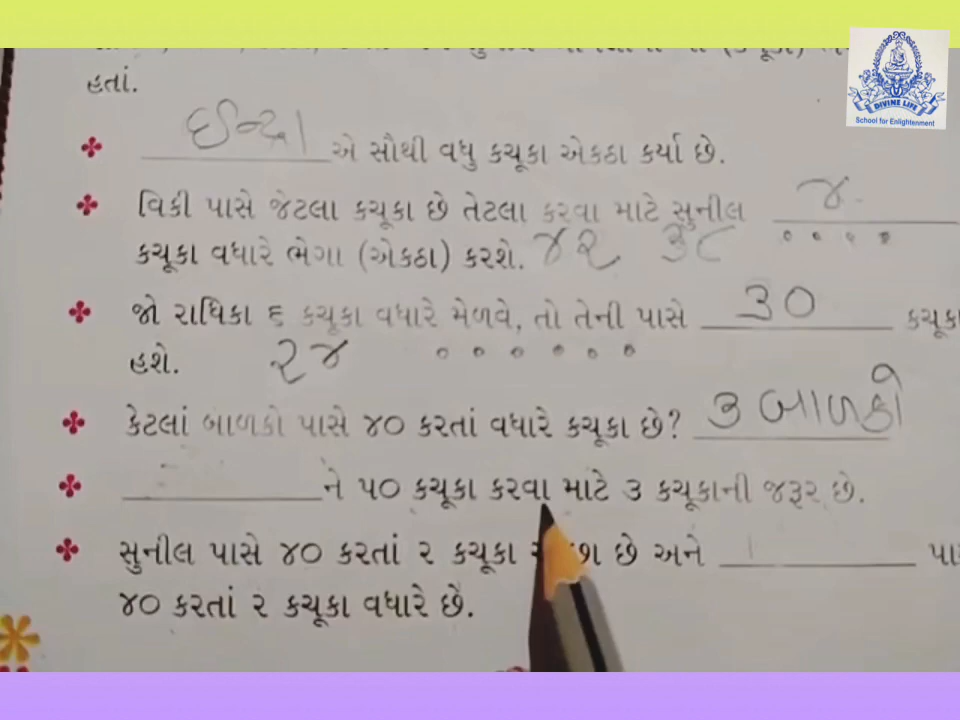 હતાં.
DIVINE LIFE
School for Enlightenment
ઈન્દ્રા એ સૌથી વધુ કચૂકા એકઠા કર્યા છે.
વિકી પાસે જેટલા કચૂકા છે તેટલા કરવા માટે સુનીલ ૪
કચૂકા વધારે ભેગા (એકઠા) કરશે. ૪૨ ૩૮
જો રાધિકા ૬ કચૂકા વધારે મેળવે, તો તેની પાસે ૩૦ કચૂકા
હશે. ૨૪
કેટલાં બાળકો પાસે ૪૦ કરતાં વધારે કચૂકા છે? ૩ બાળકો
ને ૫૦ કચૂકા કરવા માટે ૩ કચૂકાની જરૂર છે.
સુનીલ પાસે ૪૦ કરતાં ૨ કચૂકા છે અને
૪૦ કરતાં ૨ કચૂકા વધારે છે.